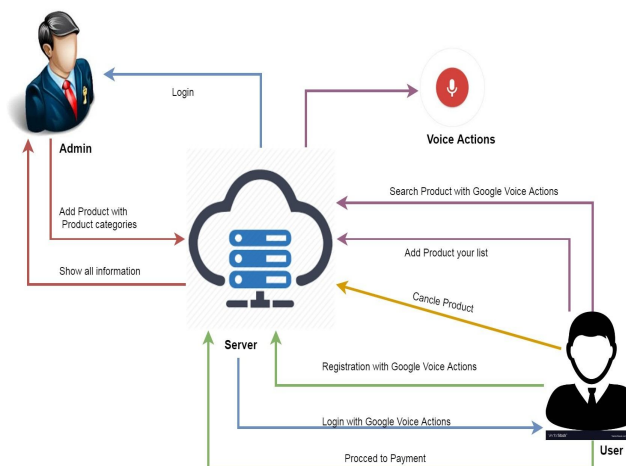 Login
Admin
Voice Actions
Search Product with Google Voice Actions
Add Product with
Product categories
Add Product your list
Show all information
Cancle Product
Server
Registration with Google Voice Actions
Login with Google Voice Actions
User
Procced to Payment